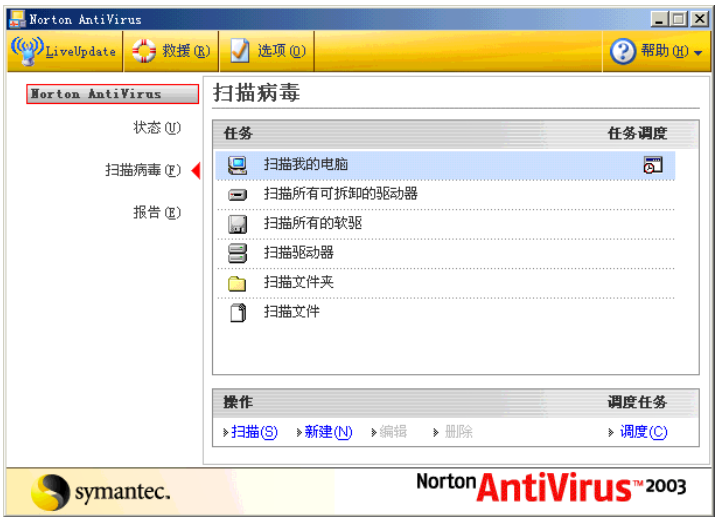 Norton AntiVirus
LiveUpdate 救援(R) 选项(O) 帮助(H)
Norton AntiVirus
扫描病毒
状态(U)
扫描病毒(F)
报告(E)
任务 任务调度
扫描我的电脑
扫描所有可拆卸的驱动器
扫描所有的软驱
扫描驱动器
扫描文件夹
扫描文件
操作 调度任务
扫描(S) 新建(N) 编辑 删除 调度(C)
symantec.
Norton AntiVirus™ 2003